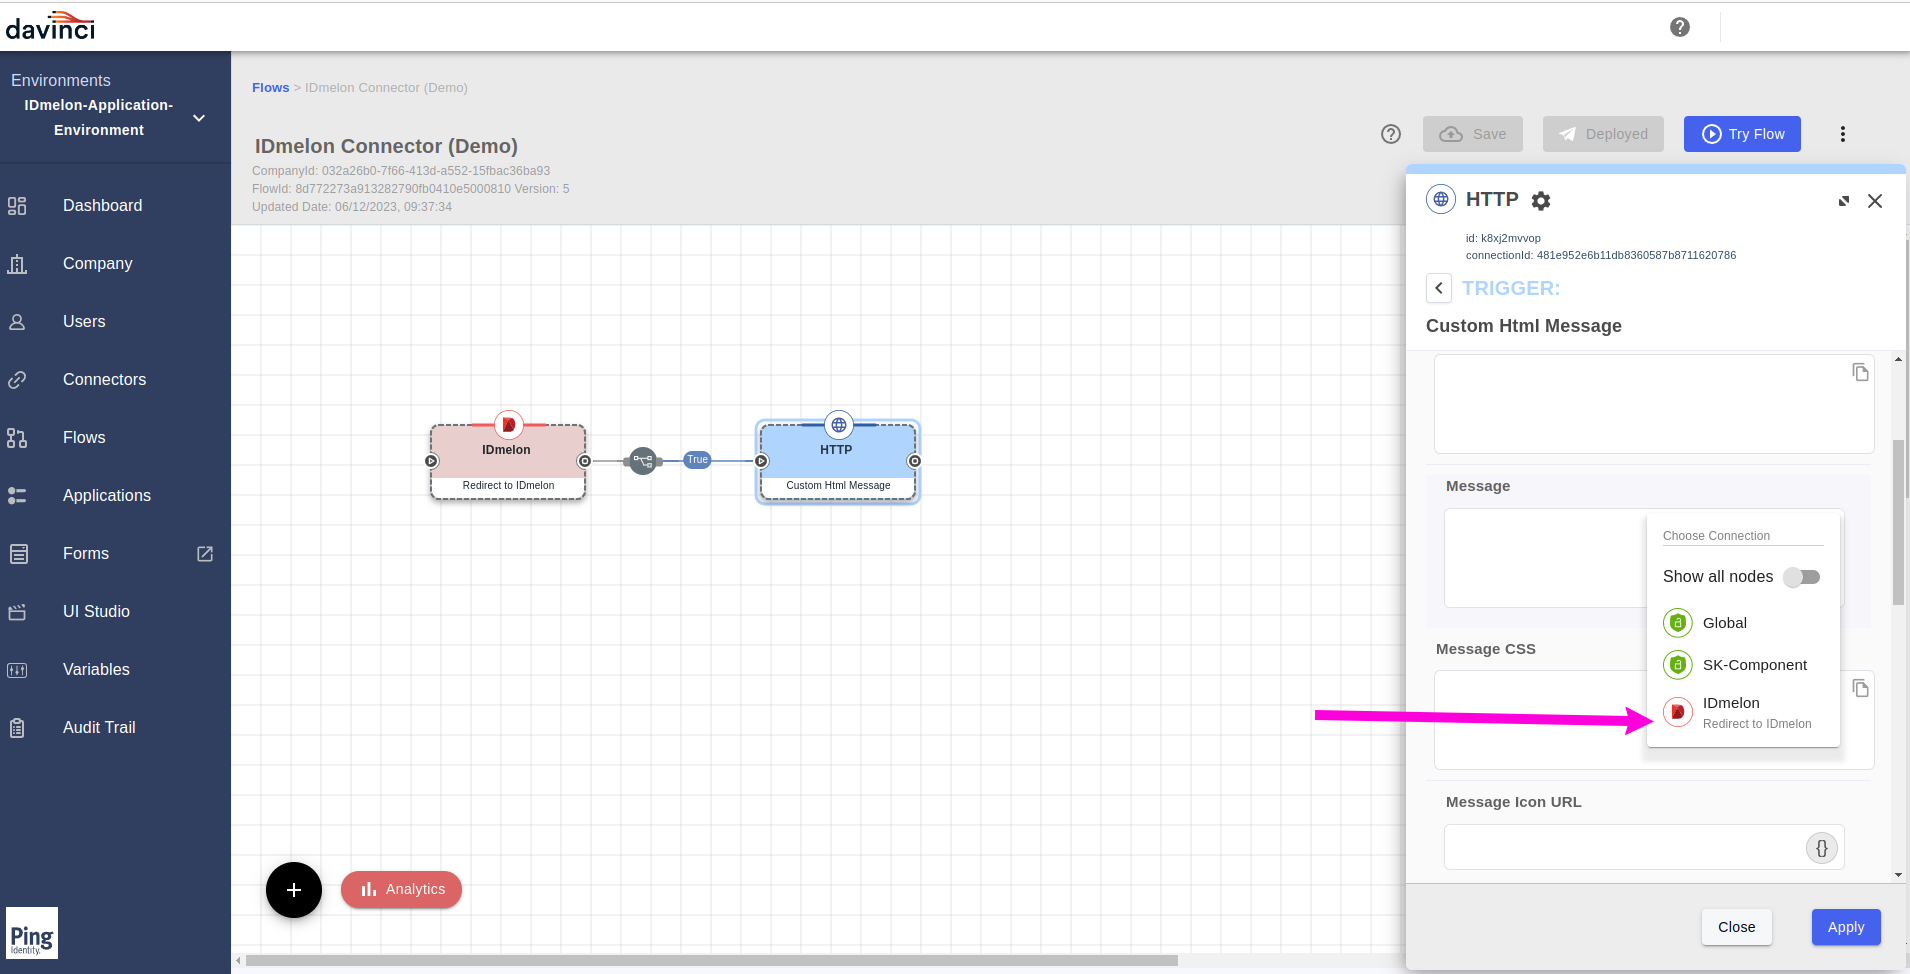 davinci
Environments
IDmelon-Application-
Environment
Dashboard
Company
Users
Connectors
Flows
Applications
Forms
UI Studio
Variables
Audit Trail
Ping
Identity.
Flows > IDmelon Connector (Demo)
IDmelon Connector (Demo)
CompanyId: 032a26b0-7f66-413d-a552-15fbac36ba93
FlowId: 8d772273a913282790fb0410e5000810 Version: 5
Updated Date: 06/12/2023, 09:37:34
Save
Deployed
Try Flow
IDmelon
Redirect to IDmelon
True
HTTP
Custom Html Message
Analytics
HTTP
id: k8xj2mvvop
connectionId: 481e952e6b11db8360587b8711620786
TRIGGER:
Custom Html Message
Message
Choose Connection
Show all nodes
Global
SK-Component
IDmelon
Redirect to IDmelon
Message CSS
Message Icon URL
{}
Close
Apply